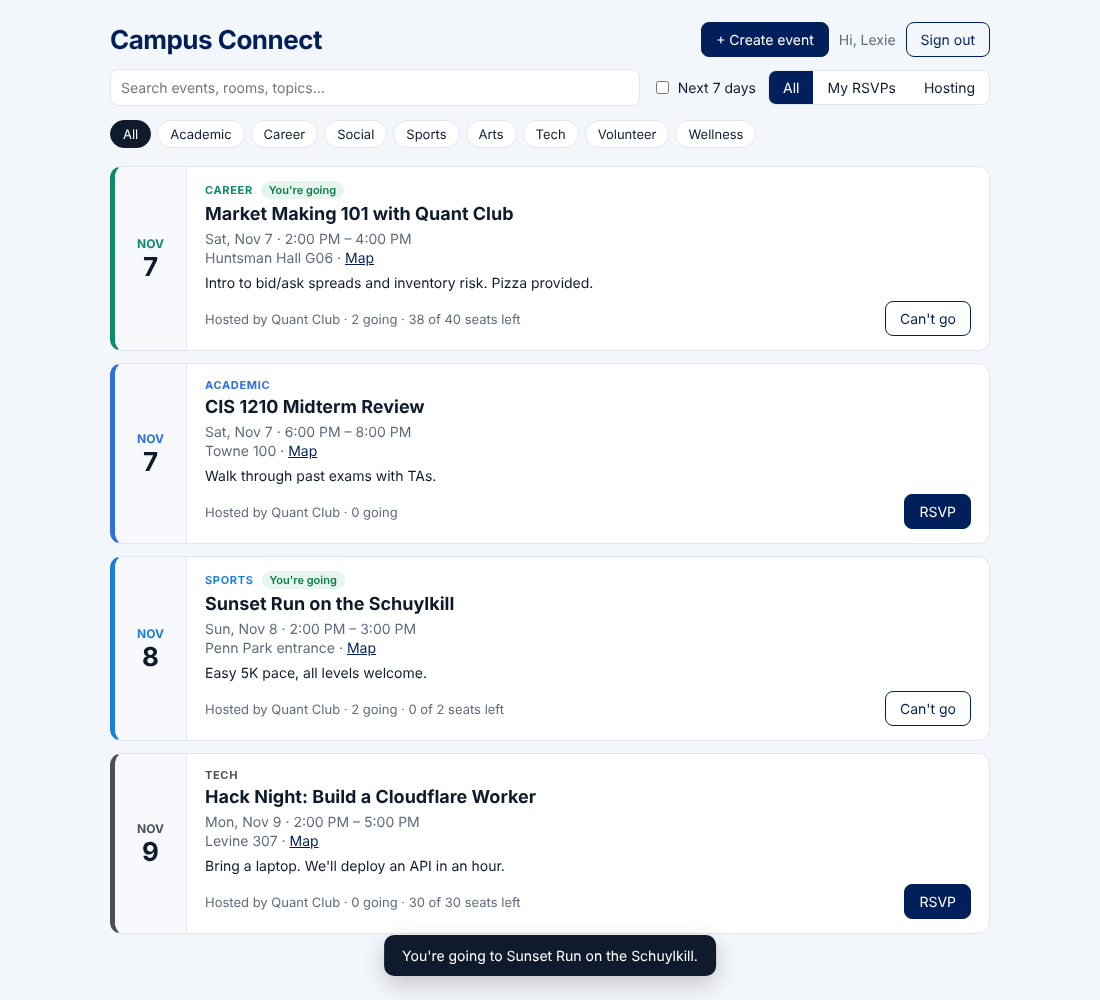 Campus Connect
+ Create event
Hi, Lexie
Sign out
Search events, rooms, topics...
Next 7 days
All
My RSVPs
Hosting
All
Academic
Career
Social
Sports
Arts
Tech
Volunteer
Wellness
NOV
7
CAREER
You're going
Market Making 101 with Quant Club
Sat, Nov 7 · 2:00 PM – 4:00 PM
Huntsman Hall G06 · Map
Intro to bid/ask spreads and inventory risk. Pizza provided.
Hosted by Quant Club · 2 going · 38 of 40 seats left
Can't go
NOV
7
ACADEMIC
CIS 1210 Midterm Review
Sat, Nov 7 · 6:00 PM – 8:00 PM
Towne 100 · Map
Walk through past exams with TAs.
Hosted by Quant Club · 0 going
RSVP
NOV
8
SPORTS
You're going
Sunset Run on the Schuylkill
Sun, Nov 8 · 2:00 PM – 3:00 PM
Penn Park entrance · Map
Easy 5K pace, all levels welcome.
Hosted by Quant Club · 2 going · 0 of 2 seats left
Can't go
NOV
9
TECH
Hack Night: Build a Cloudflare Worker
Mon, Nov 9 · 2:00 PM – 5:00 PM
Levine 307 · Map
Bring a laptop. We'll deploy an API in an hour.
Hosted by Quant Club · 0 going · 30 of 30 seats left
RSVP
You're going to Sunset Run on the Schuylkill.